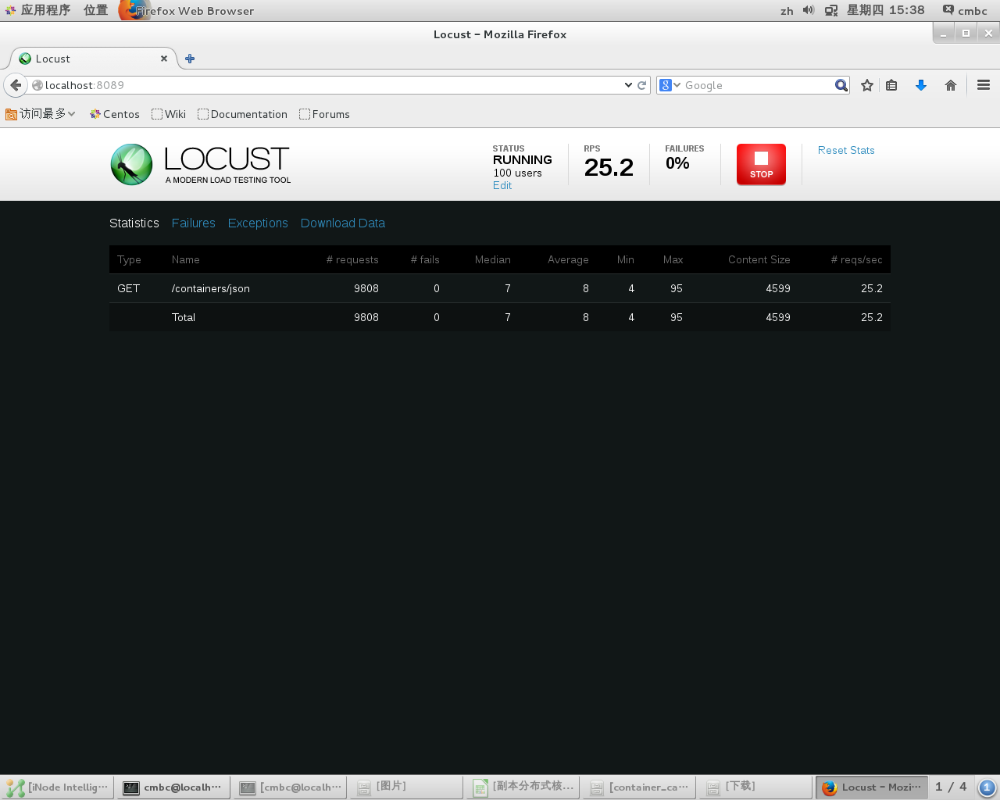 应用程序 位置 Firefox Web Browser zh 星期四 15:38 cmbc
Locust - Mozilla Firefox
Locust
localhost:8089 Google
访问最多 Centos Wiki Documentation Forums
LOCUST
A MODERN LOAD TESTING TOOL
STATUS
RUNNING
100 users
Edit
RPS
25.2
FAILURES
0%
STOP
Reset Stats
Statistics Failures Exceptions Download Data
Type Name # requests # fails Median Average Min Max Content Size # reqs/sec
GET /containers/json 9808 0 7 8 4 95 4599 25.2
Total 9808 0 7 8 4 95 4599 25.2
[iNode Intellig… cmbc@localh… [cmbc@localh… [图片] [副本分布式核… [container_ca… [下载] Locust - Mozi… 1 / 4 1